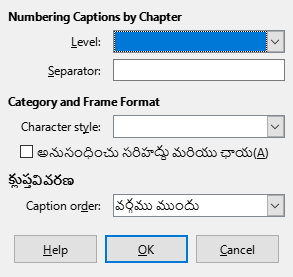 Numbering Captions by Chapter
Level:
Separator:
Category and Frame Format
Character style:
అనుసంధించు సరిహద్దు మరియు ఛాయ(A)
క్లుప్తవివరణ
Caption order: వర్గము ముందు
Help OK Cancel